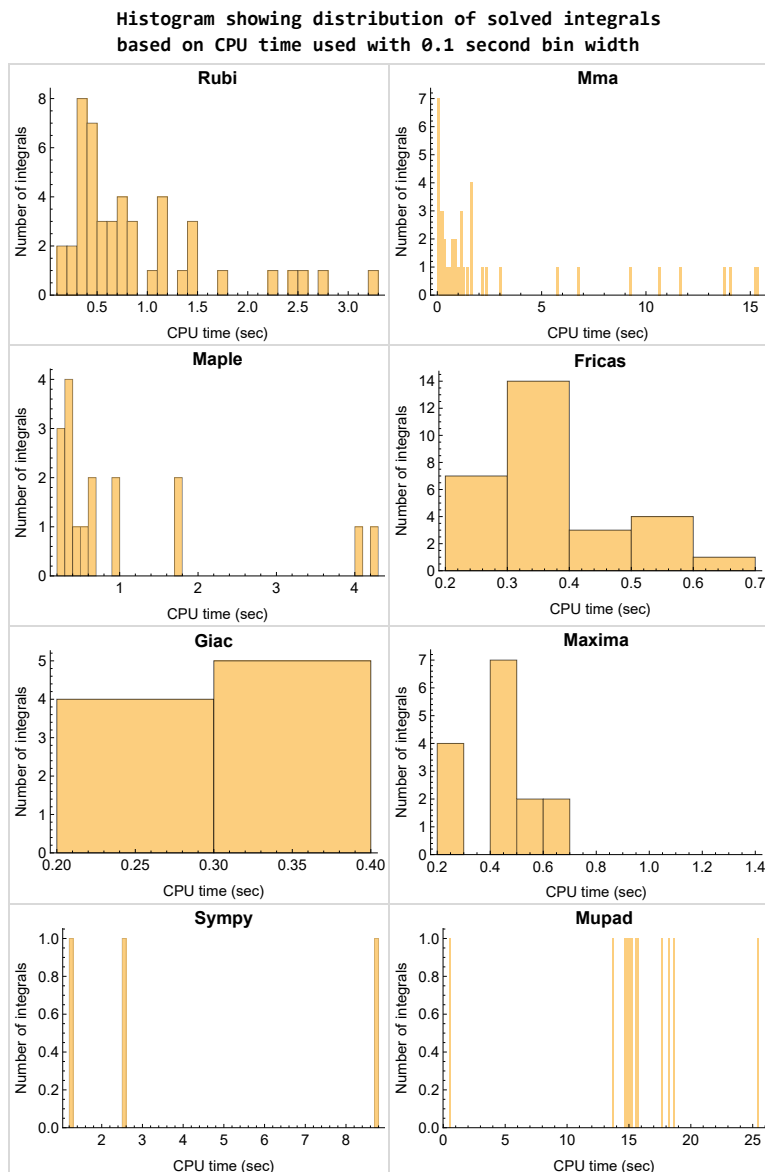 Histogram showing distribution of solved integrals
based on CPU time used with 0.1 second bin width
Rubi
Number of integrals
8
6
4
2
0
0.5 1.0 1.5 2.0 2.5 3.0
CPU time (sec)
Mma
Number of integrals
7
6
5
4
3
2
1
0
0 5 10 15
CPU time (sec)
Maple
Number of integrals
4
3
2
1
0
1 2 3 4
CPU time (sec)
Fricas
Number of integrals
14
12
10
8
6
4
2
0
0.2 0.3 0.4 0.5 0.6 0.7
CPU time (sec)
Giac
Number of integrals
5
4
3
2
1
0
0.20 0.25 0.30 0.35 0.40
CPU time (sec)
Maxima
Number of integrals
7
6
5
4
3
2
1
0
0.2 0.4 0.6 0.8 1.0 1.2 1.4
CPU time (sec)
Sympy
Number of integrals
1.0
0.8
0.6
0.4
0.2
0.0
2 3 4 5 6 7 8
CPU time (sec)
Mupad
Number of integrals
1.0
0.8
0.6
0.4
0.2
0.0
0 5 10 15 20 25
CPU time (sec)